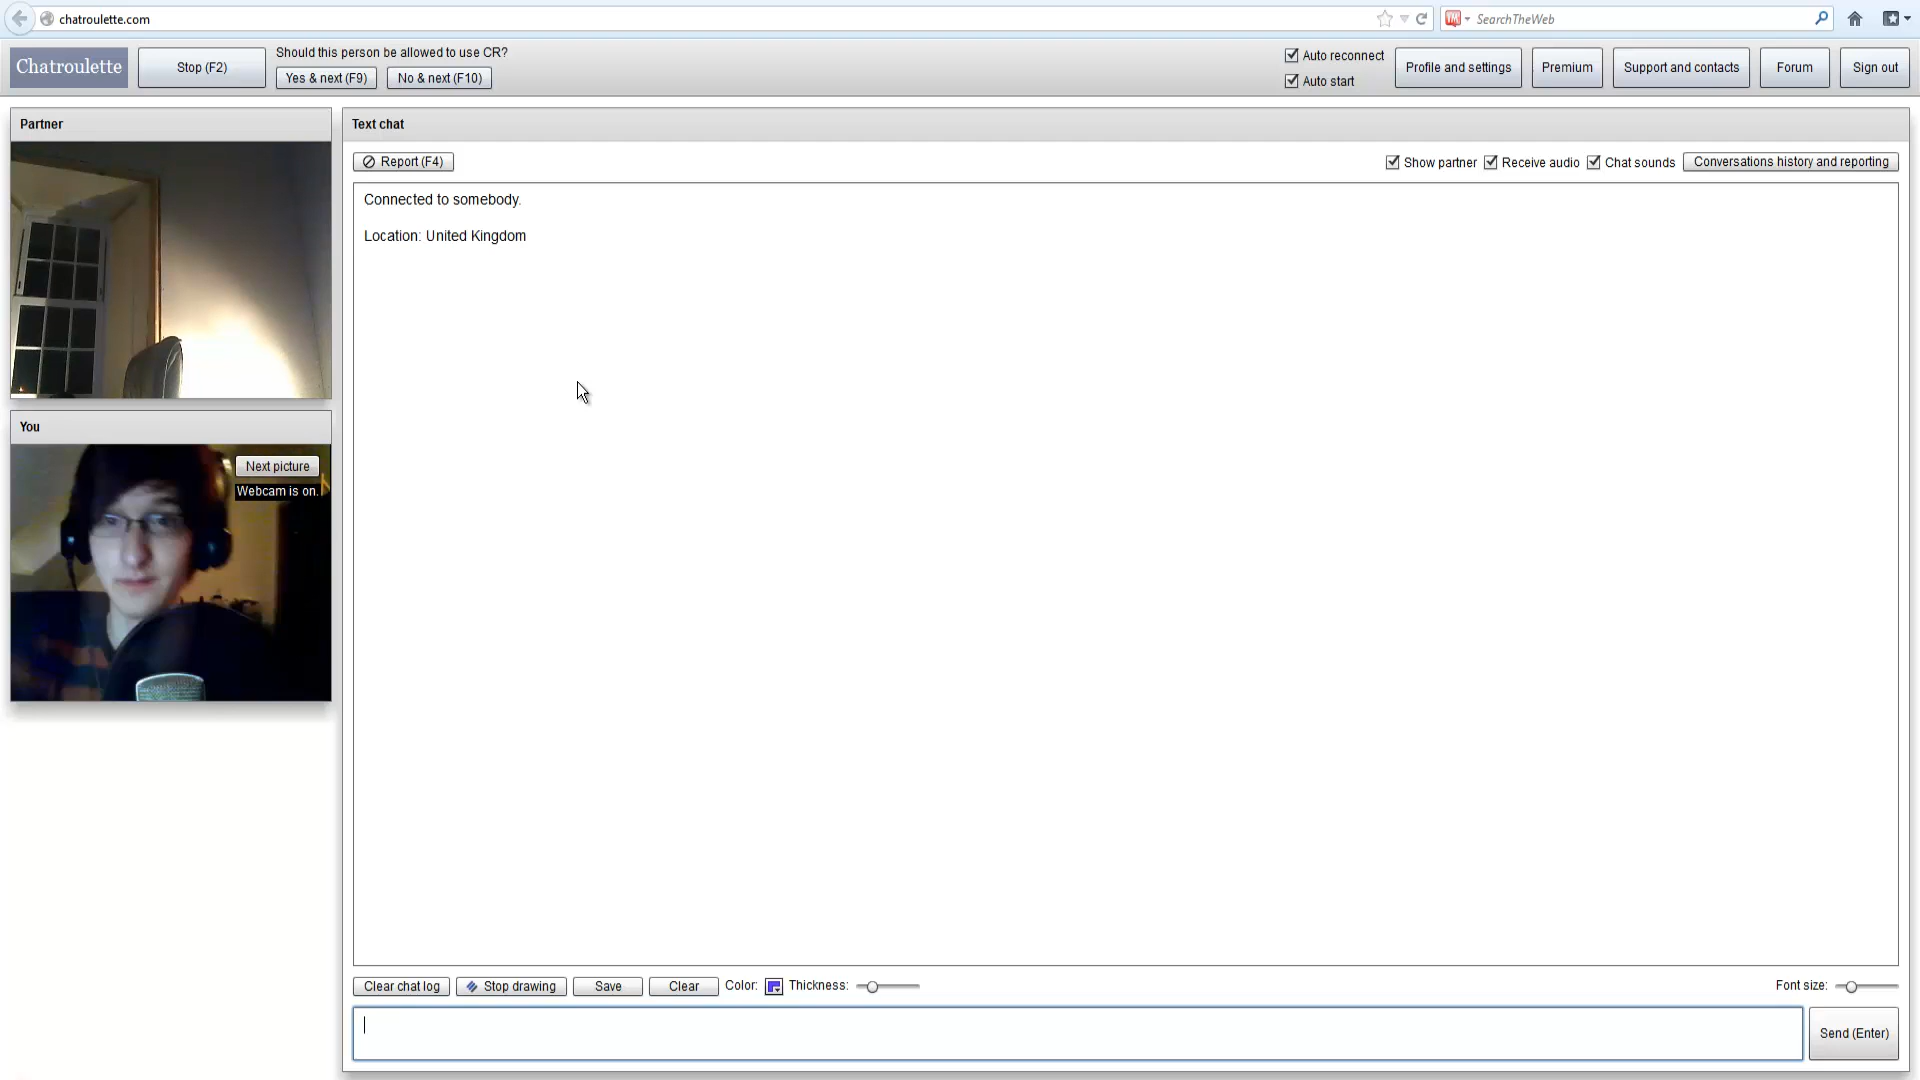 chatroulette.com
SearchTheWeb
Chatroulette
Stop (F2)
Should this person be allowed to use CR?
Yes & next (F9)
No & next (F10)
Auto reconnect
Auto start
Profile and settings
Premium
Support and contacts
Forum
Sign out
Partner
Text chat
Report (F4)
Show partner
Receive audio
Chat sounds
Conversations history and reporting
Connected to somebody.
Location: United Kingdom
You
Next picture
Webcam is on.
Clear chat log
Stop drawing
Save
Clear
Color:
Thickness:
Font size:
Send (Enter)